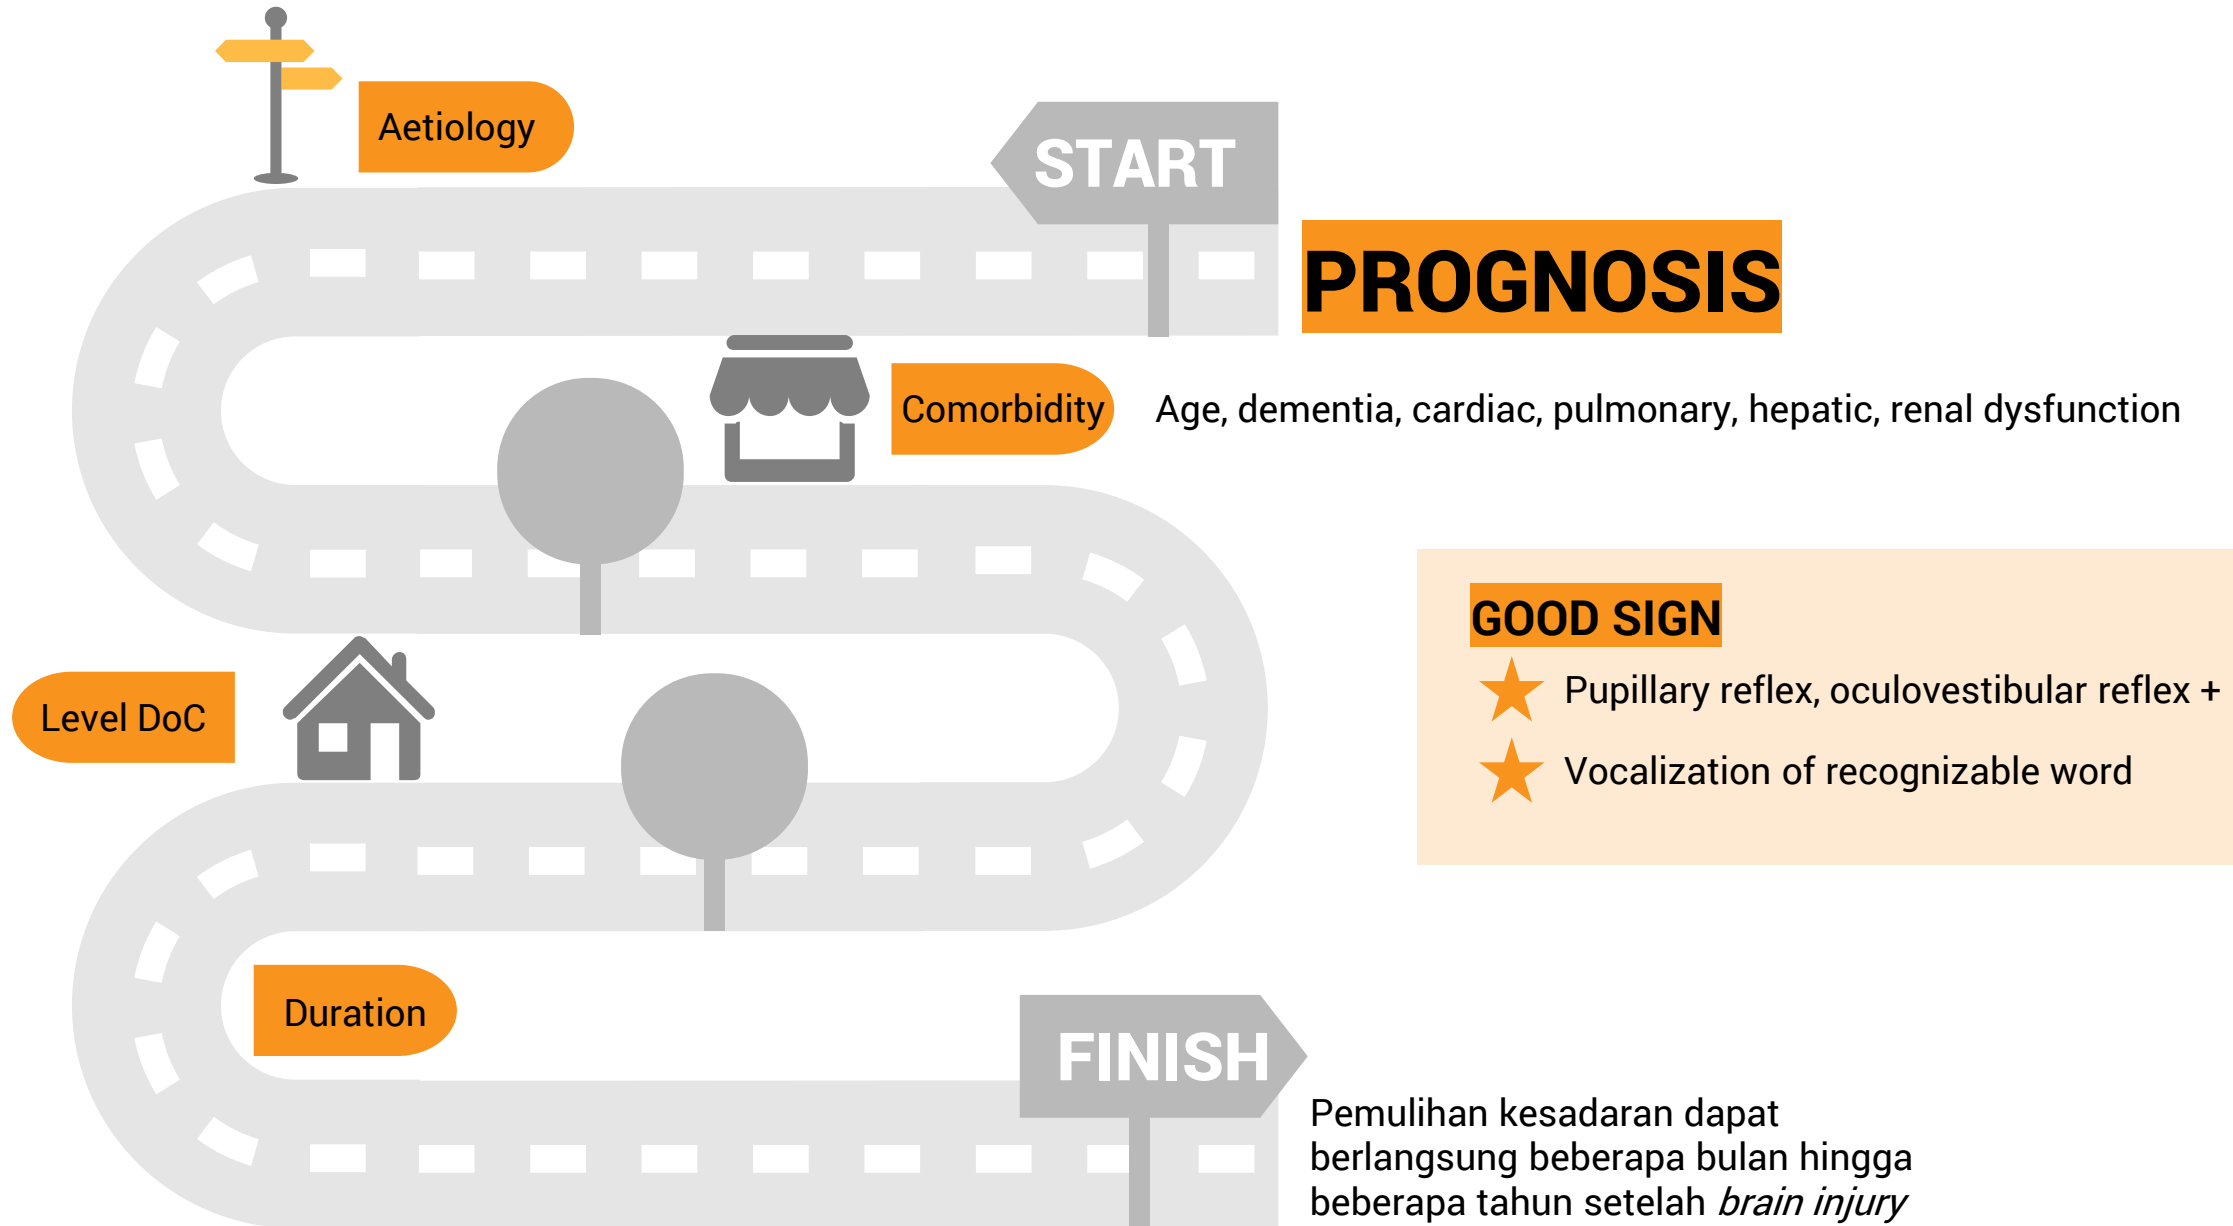 Aetiology
START
PROGNOSIS
Comorbidity
Age, dementia, cardiac, pulmonary, hepatic, renal dysfunction
GOOD SIGN
Pupillary reflex, oculovestibular reflex +
Vocalization of recognizable word
Level DoC
Duration
FINISH
Pemulihan kesadaran dapat
berlangsung beberapa bulan hingga
beberapa tahun setelah brain injury